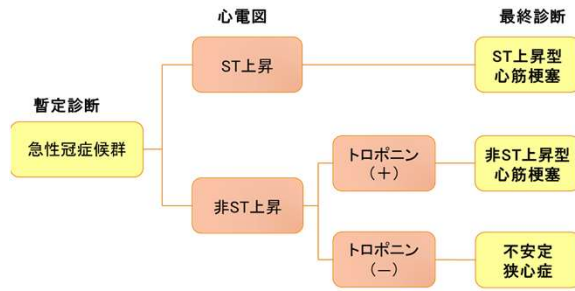 心電図
最終診断
ST上昇
ST上昇型
心筋梗塞
暫定診断
急性冠症候群
トロポニン
（＋）
非ST上昇型
心筋梗塞
非ST上昇
トロポニン
（－）
不安定
狭心症